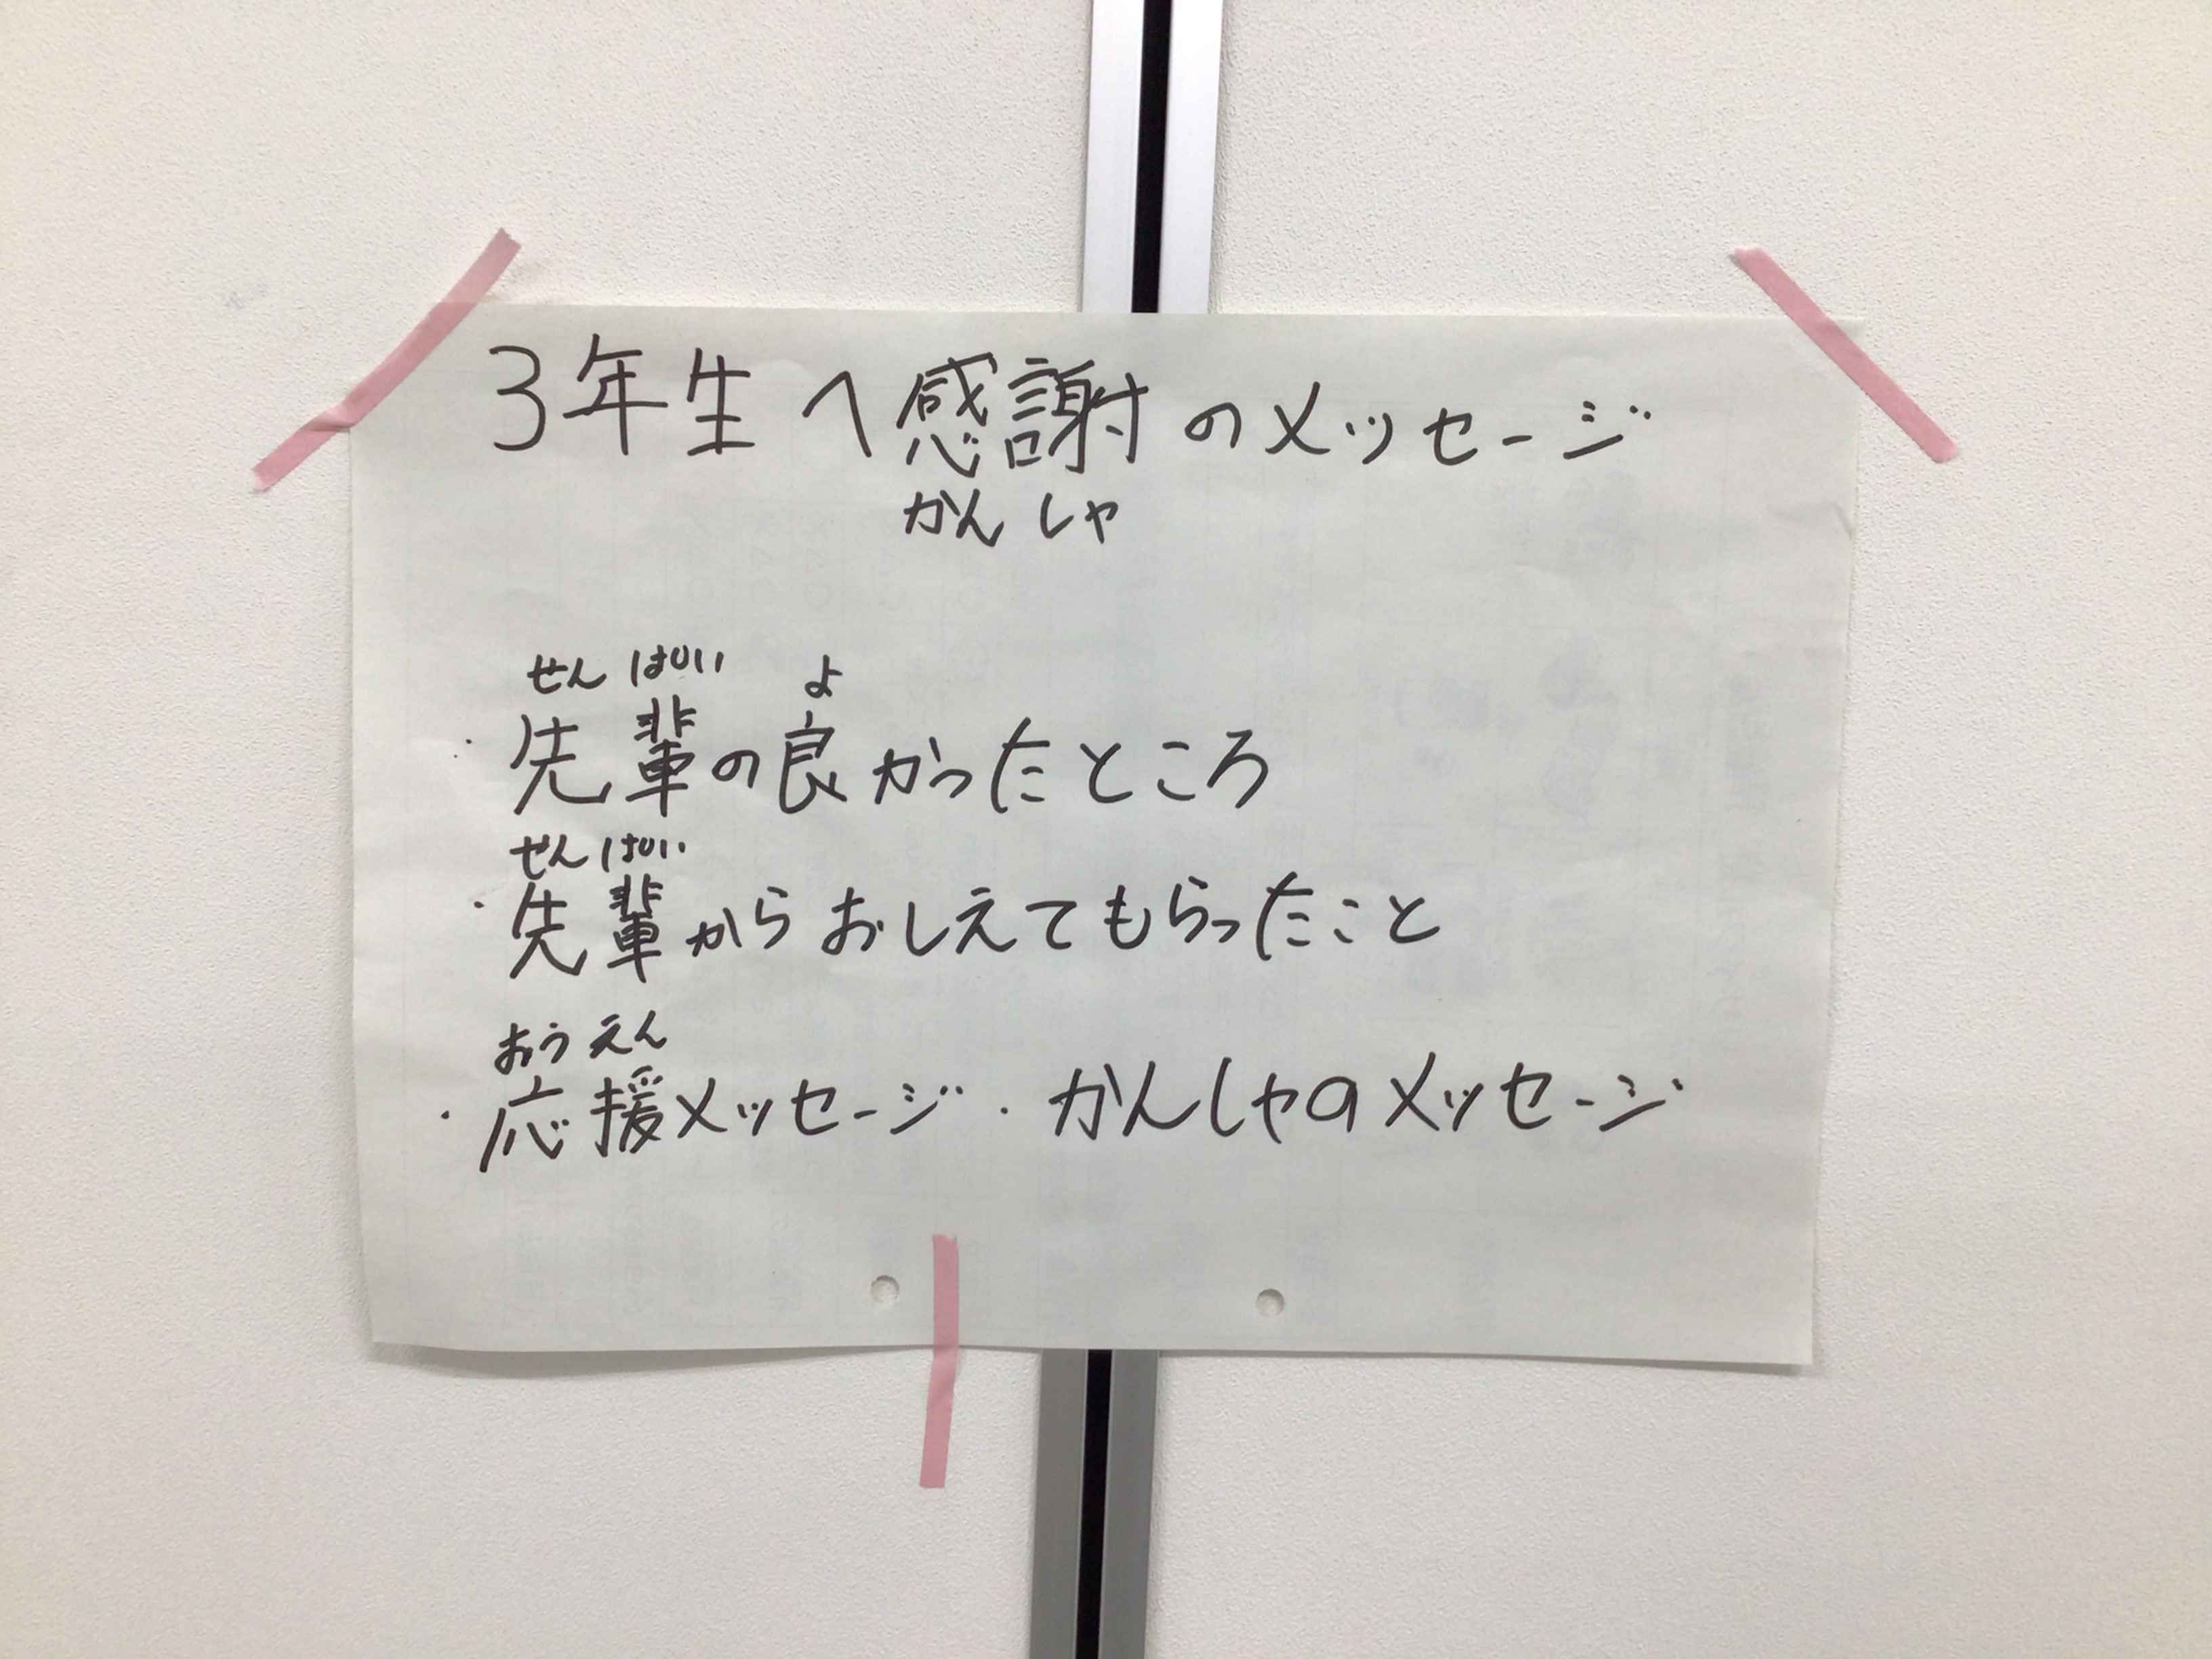 3年生へ感謝のメッセージ
かんしゃ
せんぱい よ
・先輩の良かったところ
せんぱい
・先輩からおしえてもらったこと
おうえん
・応援メッセージ・かんしゃのメッセージ